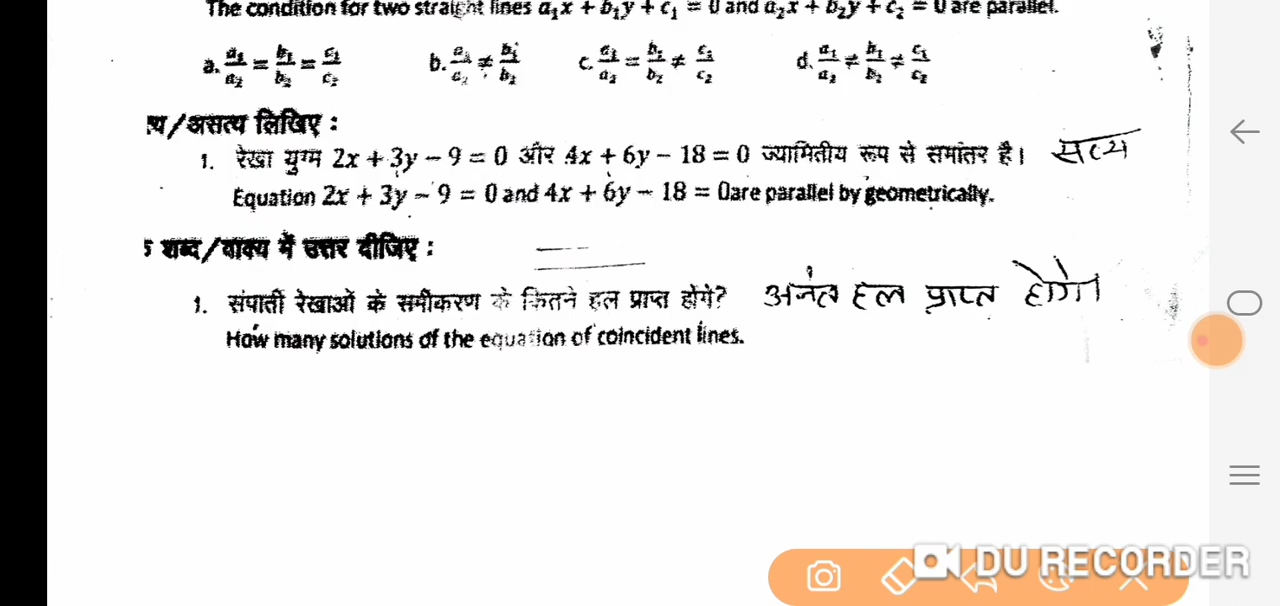 The condition for two straight lines a₁x + b₁y + c₁ = 0 and a₂x + b₂y + c₂ = 0 are parallel.
a. a₁/a₂ = b₁/b₂ = c₁/c₂ b. a₁/a₂ ≠ b₁/b₂ c. a₁/a₂ = b₁/b₂ ≠ c₁/c₂ d. a₁/a₂ ≠ b₁/b₂ ≠ c₁/c₂
त्य/असत्य लिखिए :
1. रेखा युग्म 2x + 3y − 9 = 0 और 4x + 6y − 18 = 0 ज्यामितीय रूप से समांतर है। सत्य
Equation 2x + 3y − 9 = 0 and 4x + 6y − 18 = 0are parallel by geometrically.
शब्द/वाक्य में उत्तर दीजिए :
1. संपाती रेखाओं के समीकरण के कितने हल प्राप्त होगे? अनंत हल प्राप्त होंगे।
How many solutions of the equation of coincident lines.
DU RECORDER